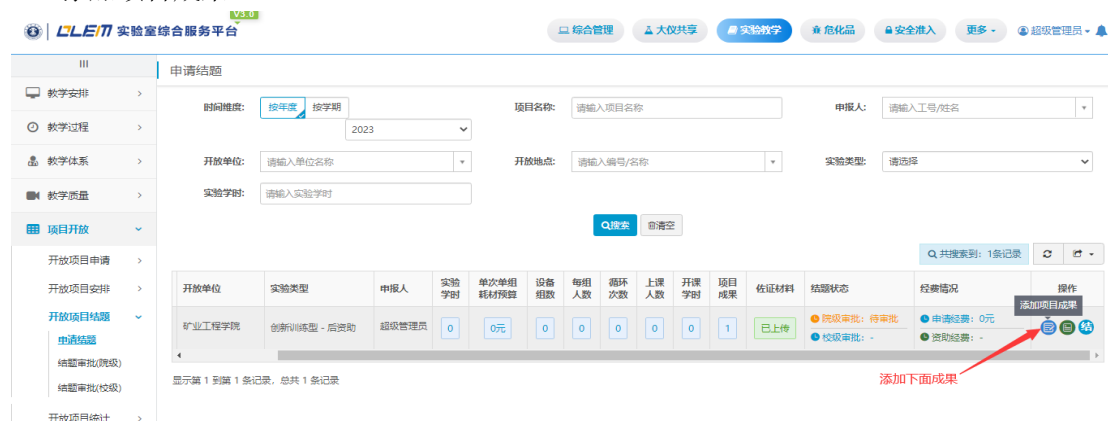 V3.0
LEM 实验室综合服务平台
综合管理 大仪共享 实验教学 危化品 安全准入 更多 超级管理员
申请结题
教学安排
教学过程
教学体系
教学质量
项目开放
开放项目申请
开放项目安排
开放项目结题
申请结题
结题审批(院级)
结题审批(校级)
开放项目统计
时间维度: 按年度 按学期 项目名称: 请输入项目名称 申报人: 请输入工号/姓名
2023
开放单位: 请输入单位名称 开放地点: 请输入编号/名称 实验类型: 请选择
实验学时: 请输入实验学时
搜索 清空
共搜索到: 1条记录
开放单位 实验类型 申报人 实验学时 单次单组耗材预算 设备组数 每组人数 循环次数 上课人数 开课学时 项目成果 佐证材料 结题状态 经费情况 操作
添加项目成果
矿业工程学院 创新训练型 - 后资助 超级管理员 0 0元 0 0 0 0 0 1 已上传 院级审批: 待审批 申请经费: 0元 结
校级审批: - 资助经费: -
显示第 1 到第 1 条记录, 总共 1 条记录
添加下面成果